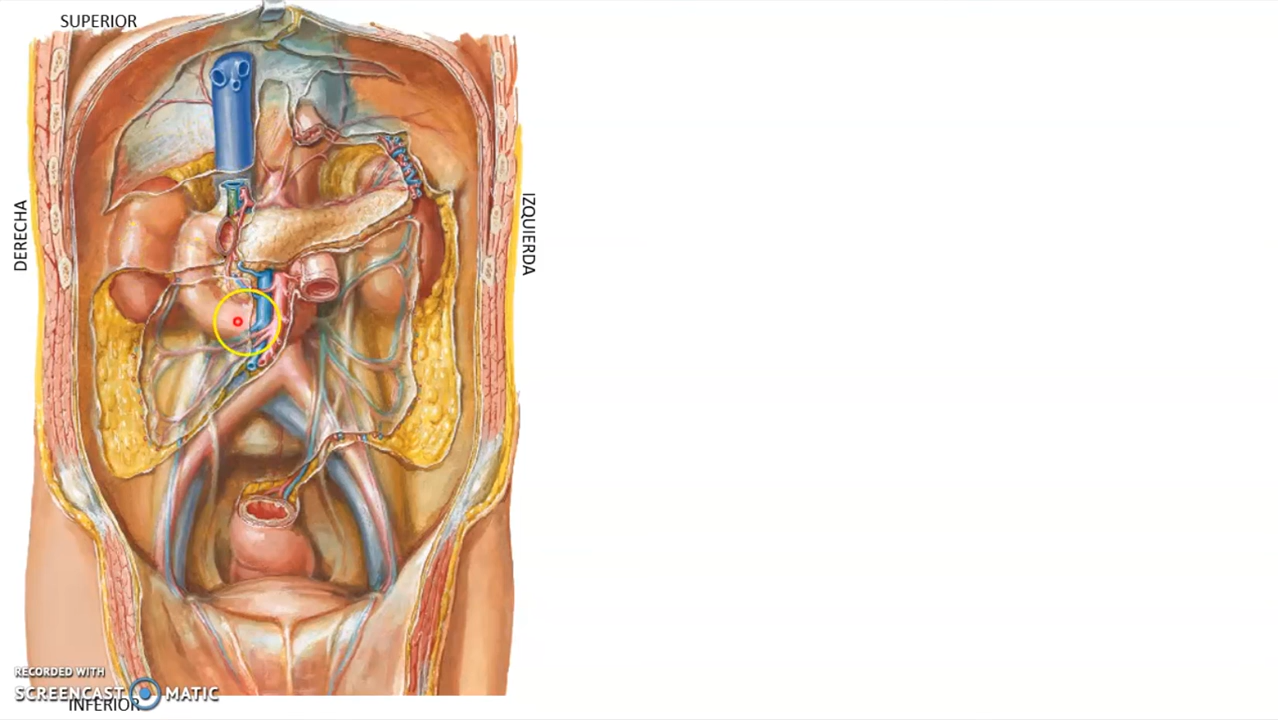 SUPERIOR
DERECHA
IZQUIERDA
RECORDED WITH
SCREENCAST MATIC
INFERIOR